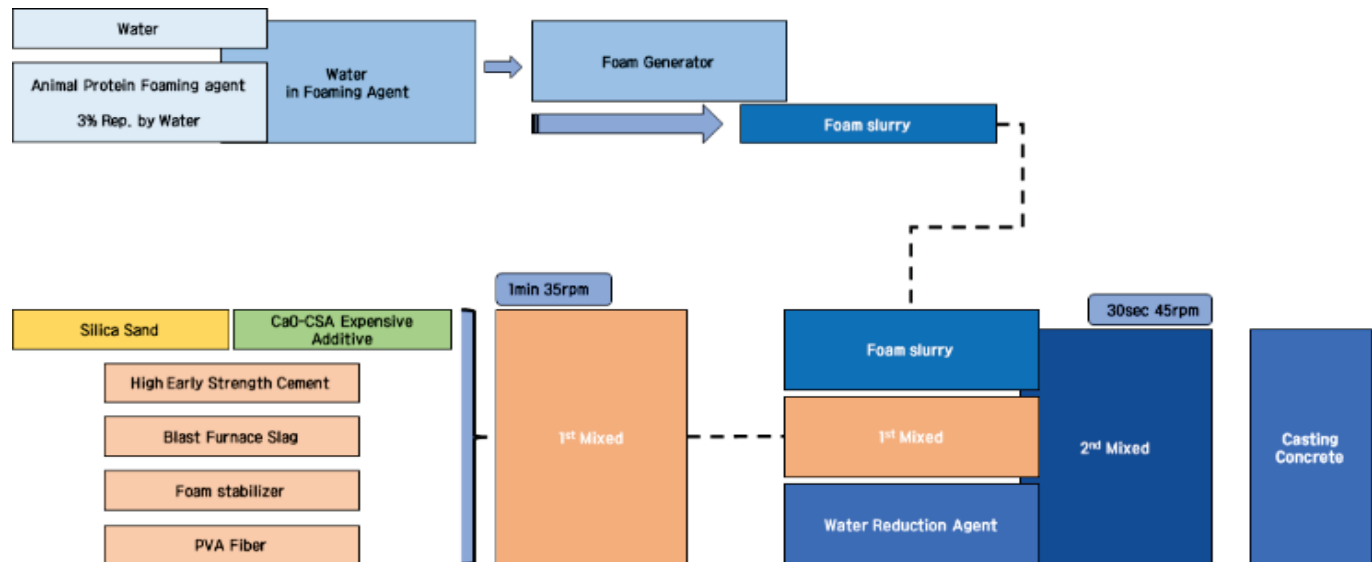 Water
Animal Protein Foaming agent
3% Rep. by Water
Water
in Foaming Agent
Foam Generator
Foam slurry
1min 35rpm
30sec 45rpm
Silica Sand
CaO-CSA Expensive
Additive
High Early Strength Cement
Blast Furnace Slag
Foam stabilizer
PVA Fiber
1st Mixed
Foam slurry
1st Mixed
Water Reduction Agent
2nd Mixed
Casting
Concrete